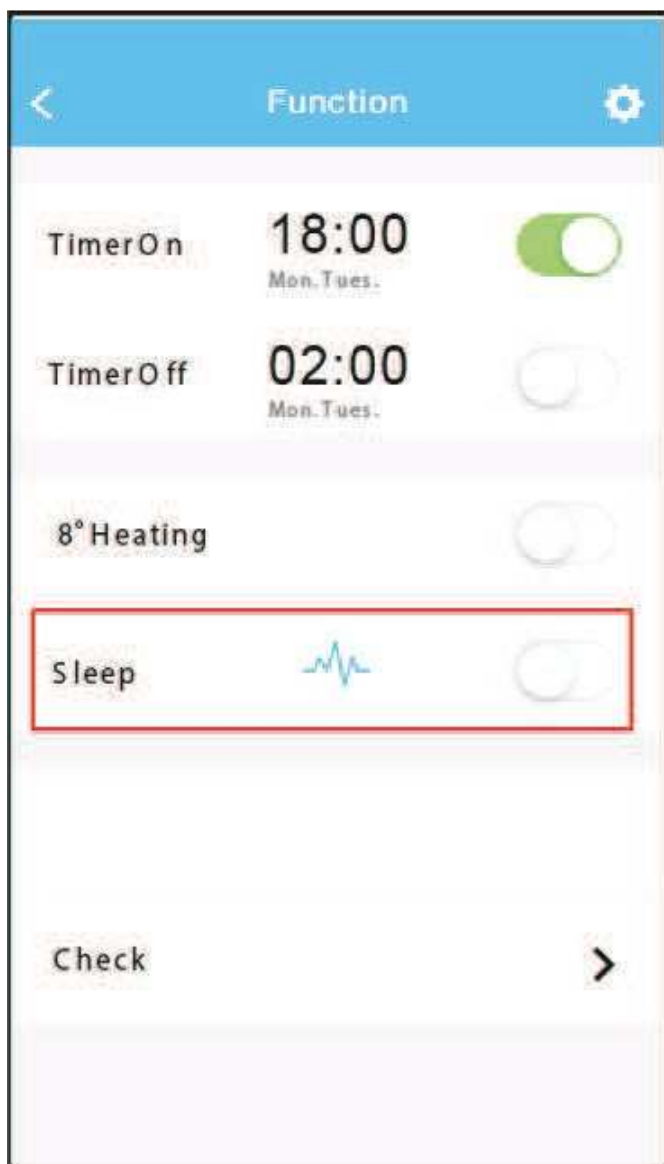 Function
TimerOn 18:00
Mon.Tues.
TimerOff 02:00
Mon.Tues.
8°Heating
Sleep
Check